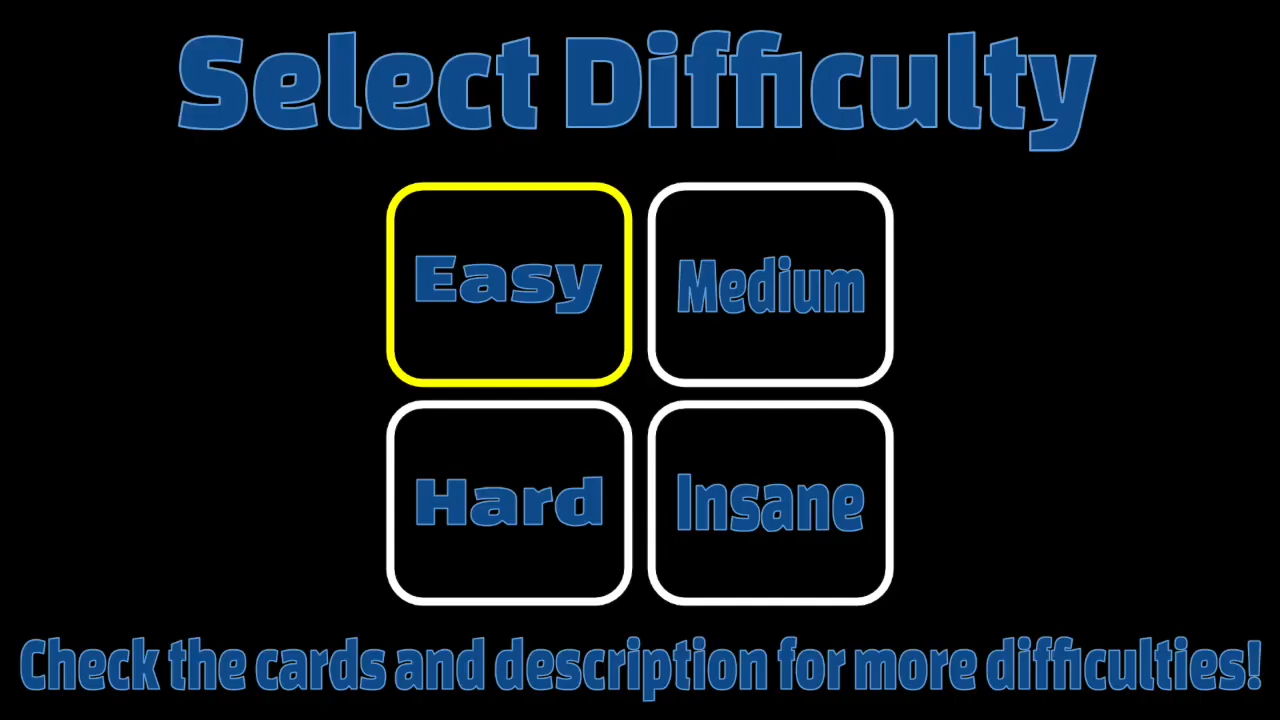 Select Difficulty
Easy
Medium
Hard
Insane
Check the cards and description for more difficulties!